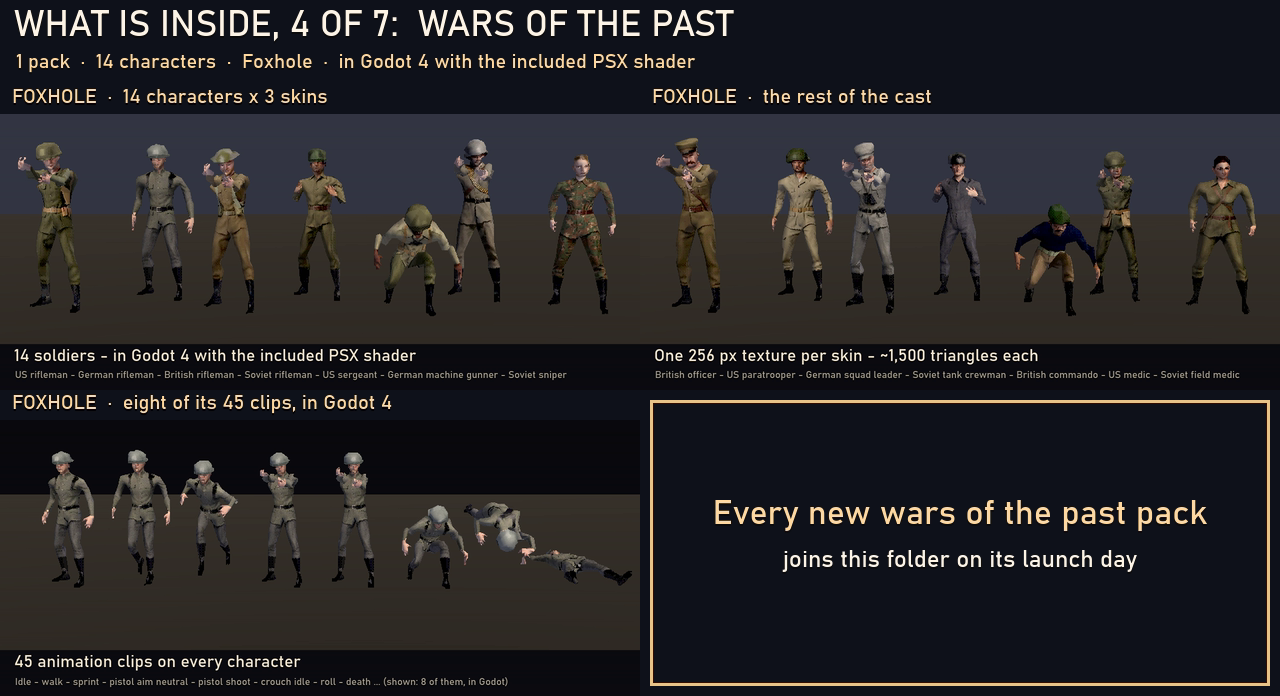 WHAT IS INSIDE, 4 OF 7: WARS OF THE PAST
1 pack · 14 characters · Foxhole · in Godot 4 with the included PSX shader
FOXHOLE · 14 characters x 3 skins
FOXHOLE · the rest of the cast
14 soldiers - in Godot 4 with the included PSX shader
US rifleman - German rifleman - British rifleman - Soviet rifleman - US sergeant - German machine gunner - Soviet sniper
One 256 px texture per skin - ~1,500 triangles each
British officer - US paratrooper - German squad leader - Soviet tank crewman - British commando - US medic - Soviet field medic
FOXHOLE · eight of its 45 clips, in Godot 4
45 animation clips on every character
Idle - walk - sprint - pistol aim neutral - pistol shoot - crouch idle - roll - death ... (shown: 8 of them, in Godot)
Every new wars of the past pack
joins this folder on its launch day